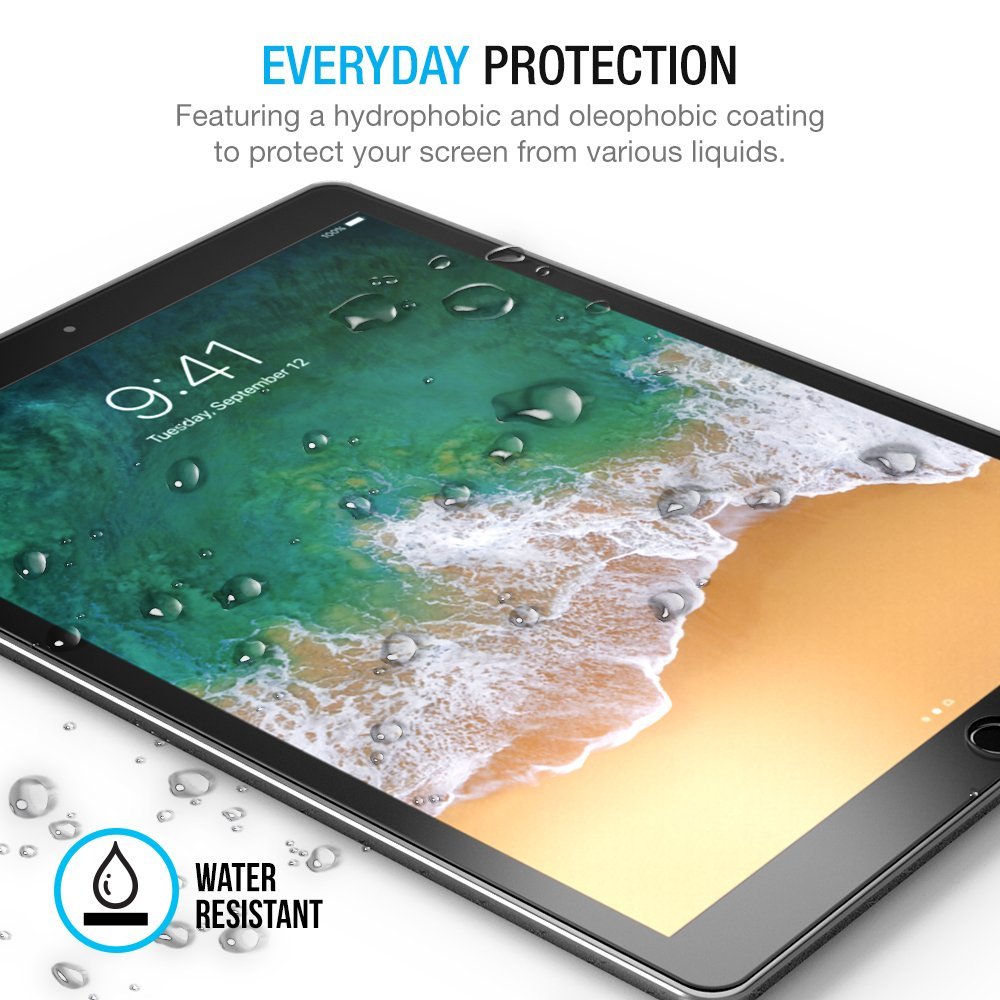 EVERYDAY PROTECTION
Featuring a hydrophobic and oleophobic coating
to protect your screen from various liquids.
100%
9:41
Tuesday, September 12
WATER
RESISTANT